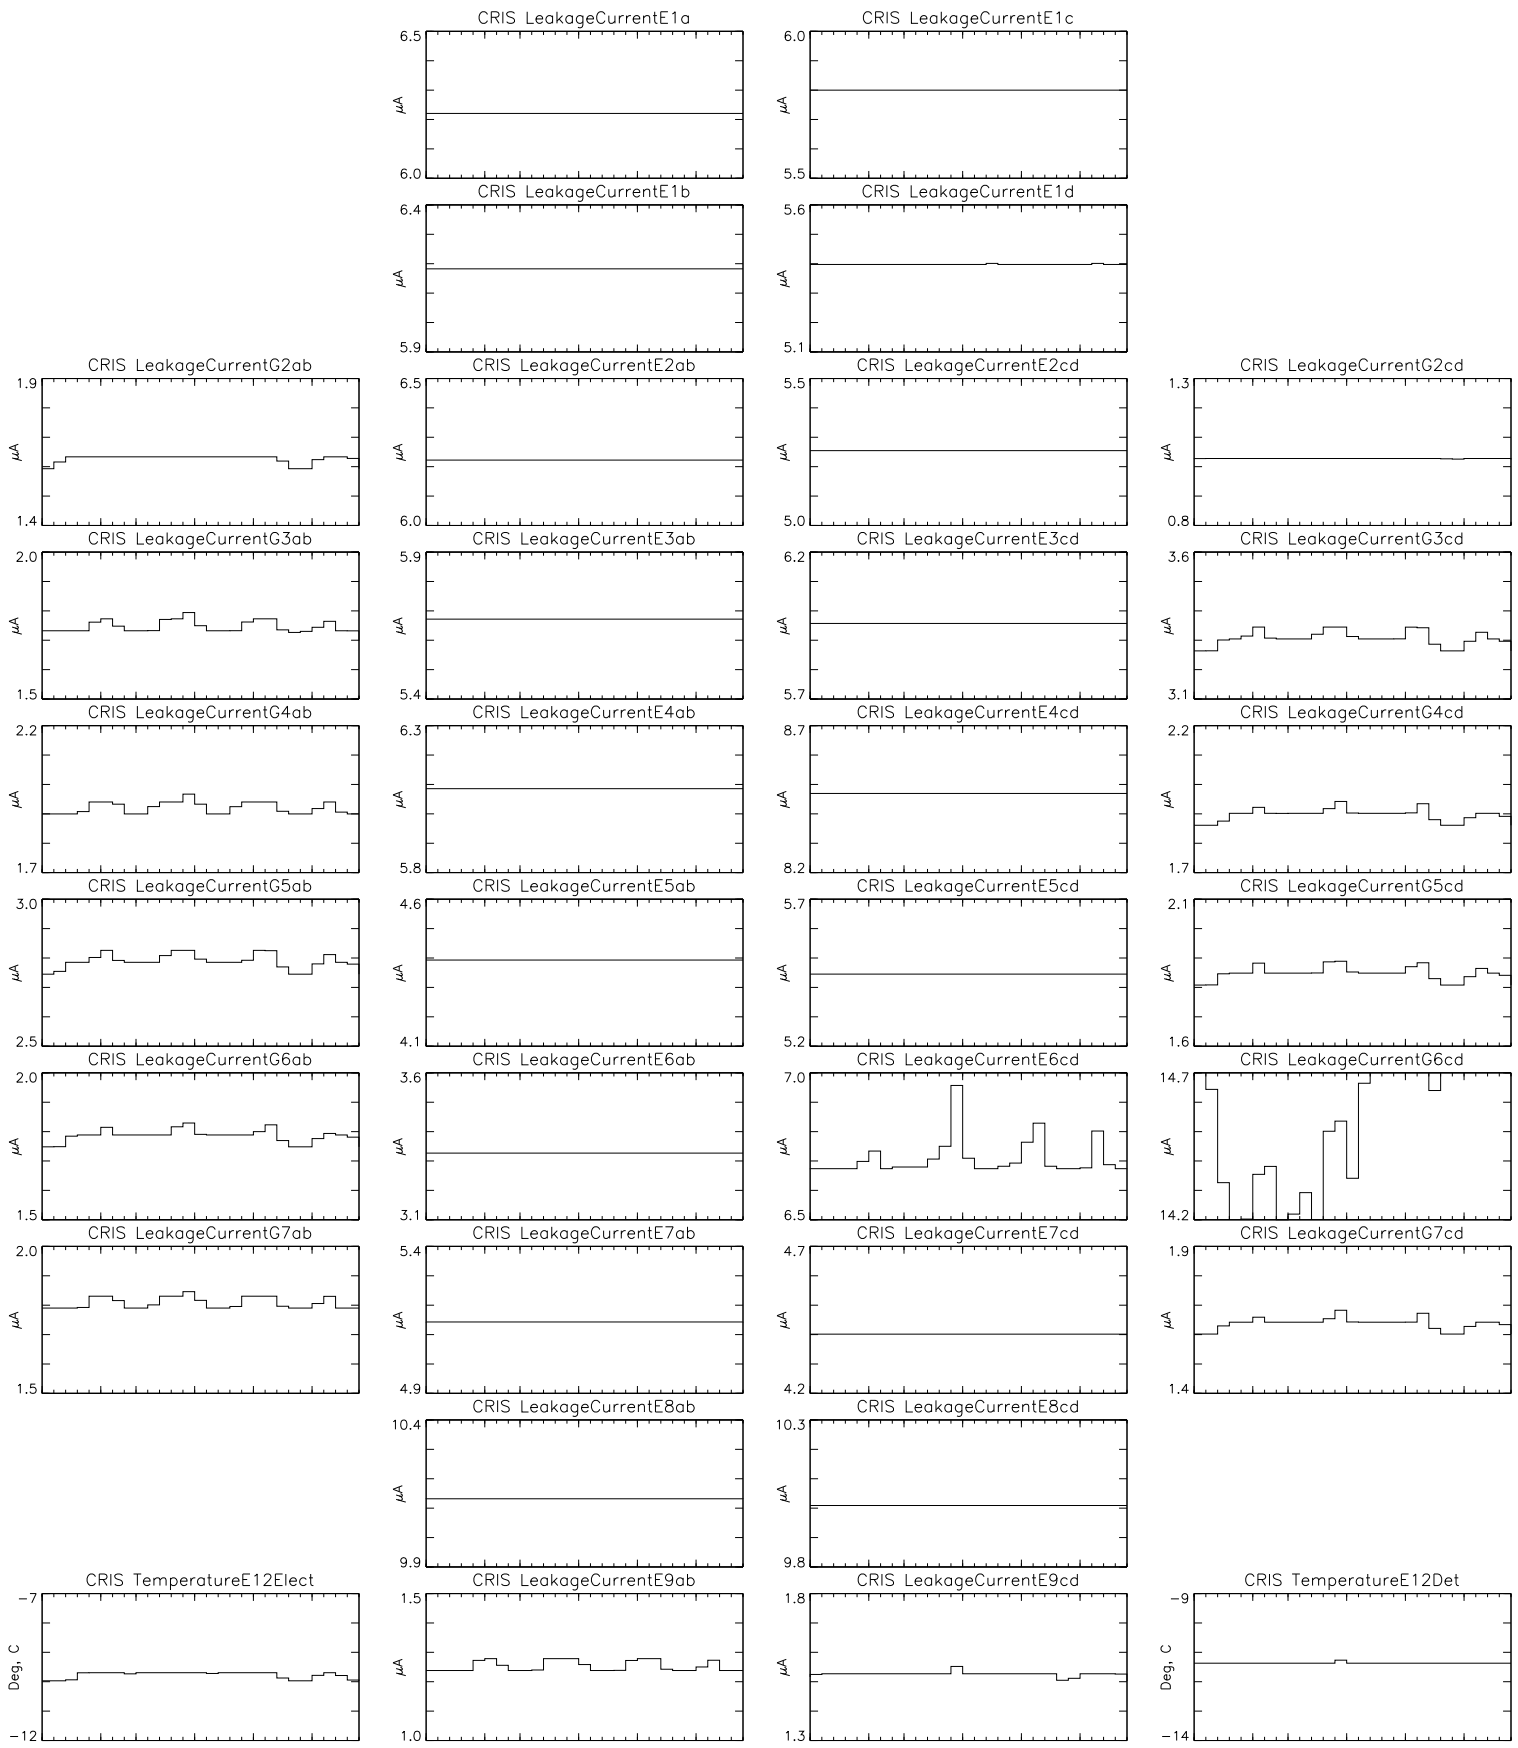 CRIS LeakageCurrentE1a
CRIS LeakageCurrentE1c
6.5
μA
6.0
6.0
μA
5.5
CRIS LeakageCurrentE1b
CRIS LeakageCurrentE1d
6.4
μA
5.9
5.6
μA
5.1
CRIS LeakageCurrentG2ab
CRIS LeakageCurrentE2ab
CRIS LeakageCurrentE2cd
CRIS LeakageCurrentG2cd
1.9
μA
1.4
6.5
μA
6.0
5.5
μA
5.0
1.3
μA
0.8
CRIS LeakageCurrentG3ab
CRIS LeakageCurrentE3ab
CRIS LeakageCurrentE3cd
CRIS LeakageCurrentG3cd
2.0
μA
1.5
5.9
μA
5.4
6.2
μA
5.7
3.6
μA
3.1
CRIS LeakageCurrentG4ab
CRIS LeakageCurrentE4ab
CRIS LeakageCurrentE4cd
CRIS LeakageCurrentG4cd
2.2
μA
1.7
6.3
μA
5.8
8.7
μA
8.2
2.2
μA
1.7
CRIS LeakageCurrentG5ab
CRIS LeakageCurrentE5ab
CRIS LeakageCurrentE5cd
CRIS LeakageCurrentG5cd
3.0
μA
2.5
4.6
μA
4.1
5.7
μA
5.2
2.1
μA
1.6
CRIS LeakageCurrentG6ab
CRIS LeakageCurrentE6ab
CRIS LeakageCurrentE6cd
CRIS LeakageCurrentG6cd
2.0
μA
1.5
3.6
μA
3.1
7.0
μA
6.5
14.7
μA
14.2
CRIS LeakageCurrentG7ab
CRIS LeakageCurrentE7ab
CRIS LeakageCurrentE7cd
CRIS LeakageCurrentG7cd
2.0
μA
1.5
5.4
μA
4.9
4.7
μA
4.2
1.9
μA
1.4
CRIS LeakageCurrentE8ab
CRIS LeakageCurrentE8cd
10.4
μA
9.9
10.3
μA
9.8
CRIS TemperatureE12Elect
CRIS LeakageCurrentE9ab
CRIS LeakageCurrentE9cd
CRIS TemperatureE12Det
-7
Deg, C
-12
1.5
μA
1.0
1.8
μA
1.3
-9
Deg, C
-14